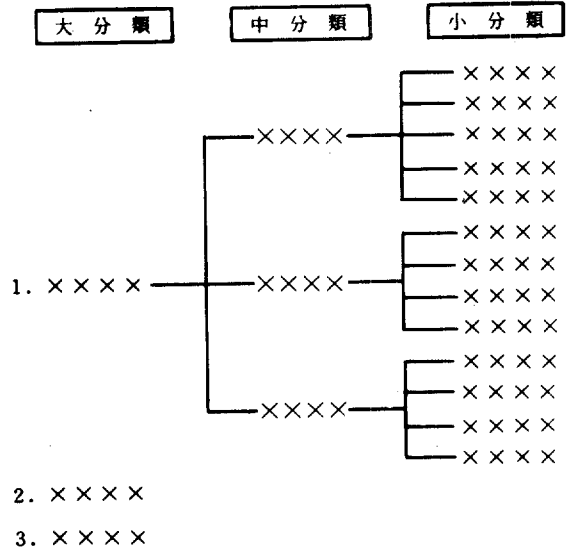 大分類 中分類 小分類
× × × ×
× × × ×
×××× × × × ×
× × × ×
× × × ×
× × × ×
× × × ×
1. × × × × ××××
× × × ×
× × × ×
× × × ×
× × × ×
××××
× × × ×
× × × ×
2. × × × ×
3. × × × ×